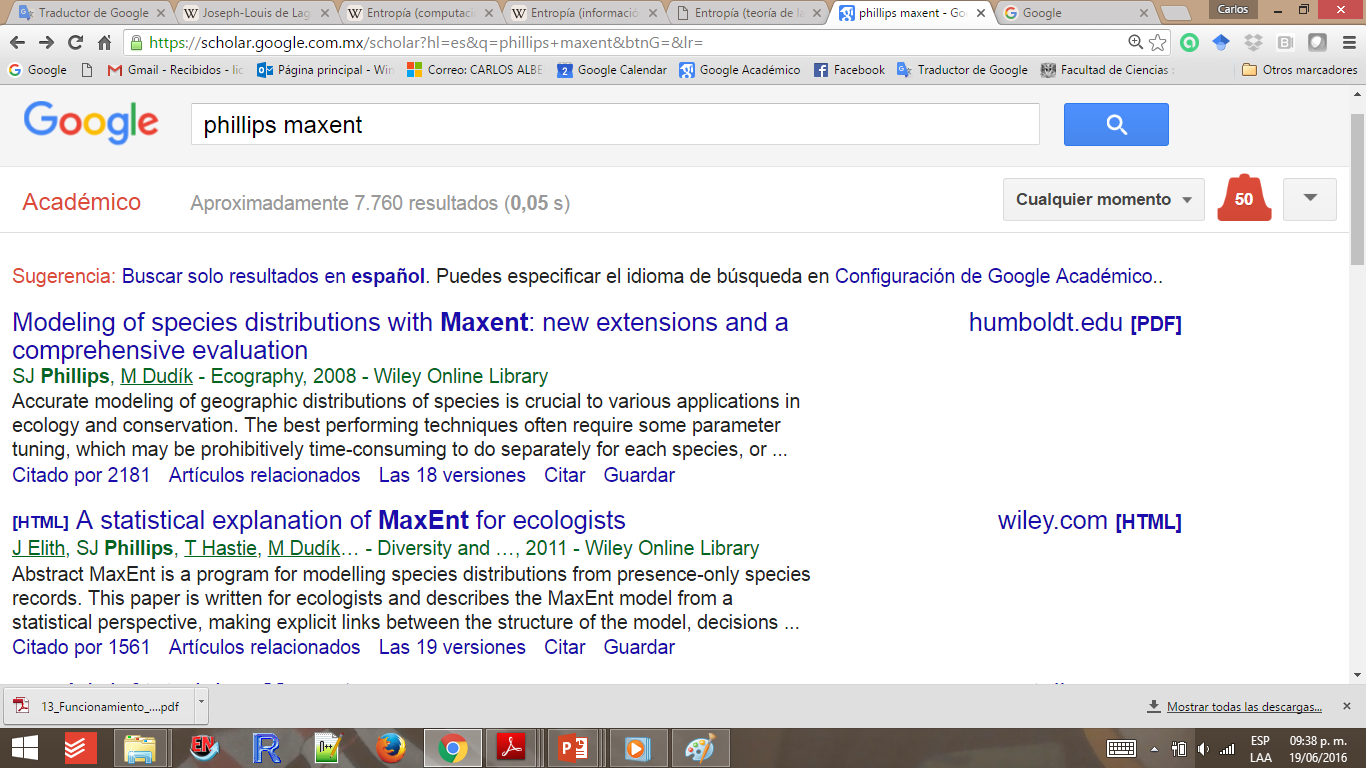 Traductor de Google
Joseph-Louis de Lag
Entropía (computaci
Entropía (informació
Entropía (teoría de la
phillips maxent - Go
Google
Carlos
https://scholar.google.com.mx/scholar?hl=es&q=phillips+maxent&btnG=&lr=
Google
Gmail - Recibidos - lic
Página principal - Win
Correo: CARLOS ALBE
Google Calendar
Google Académico
Facebook
Traductor de Google
Facultad de Ciencias
Otros marcadores
Google
phillips maxent
Académico
Aproximadamente 7.760 resultados (0,05 s)
Cualquier momento
50
Sugerencia: Buscar solo resultados en español. Puedes especificar el idioma de búsqueda en Configuración de Google Académico..
Modeling of species distributions with Maxent: new extensions and a
comprehensive evaluation
humboldt.edu [PDF]
SJ Phillips, M Dudík - Ecography, 2008 - Wiley Online Library
Accurate modeling of geographic distributions of species is crucial to various applications in
ecology and conservation. The best performing techniques often require some parameter
tuning, which may be prohibitively time-consuming to do separately for each species, or ...
Citado por 2181 Artículos relacionados Las 18 versiones Citar Guardar
[HTML] A statistical explanation of MaxEnt for ecologists
wiley.com [HTML]
J Elith, SJ Phillips, T Hastie, M Dudík… - Diversity and …, 2011 - Wiley Online Library
Abstract MaxEnt is a program for modelling species distributions from presence-only species
records. This paper is written for ecologists and describes the MaxEnt model from a
statistical perspective, making explicit links between the structure of the model, decisions ...
Citado por 1561 Artículos relacionados Las 19 versiones Citar Guardar
13_Funcionamiento_....pdf
Mostrar todas las descargas...
ESP
LAA
09:38 p. m.
19/06/2016